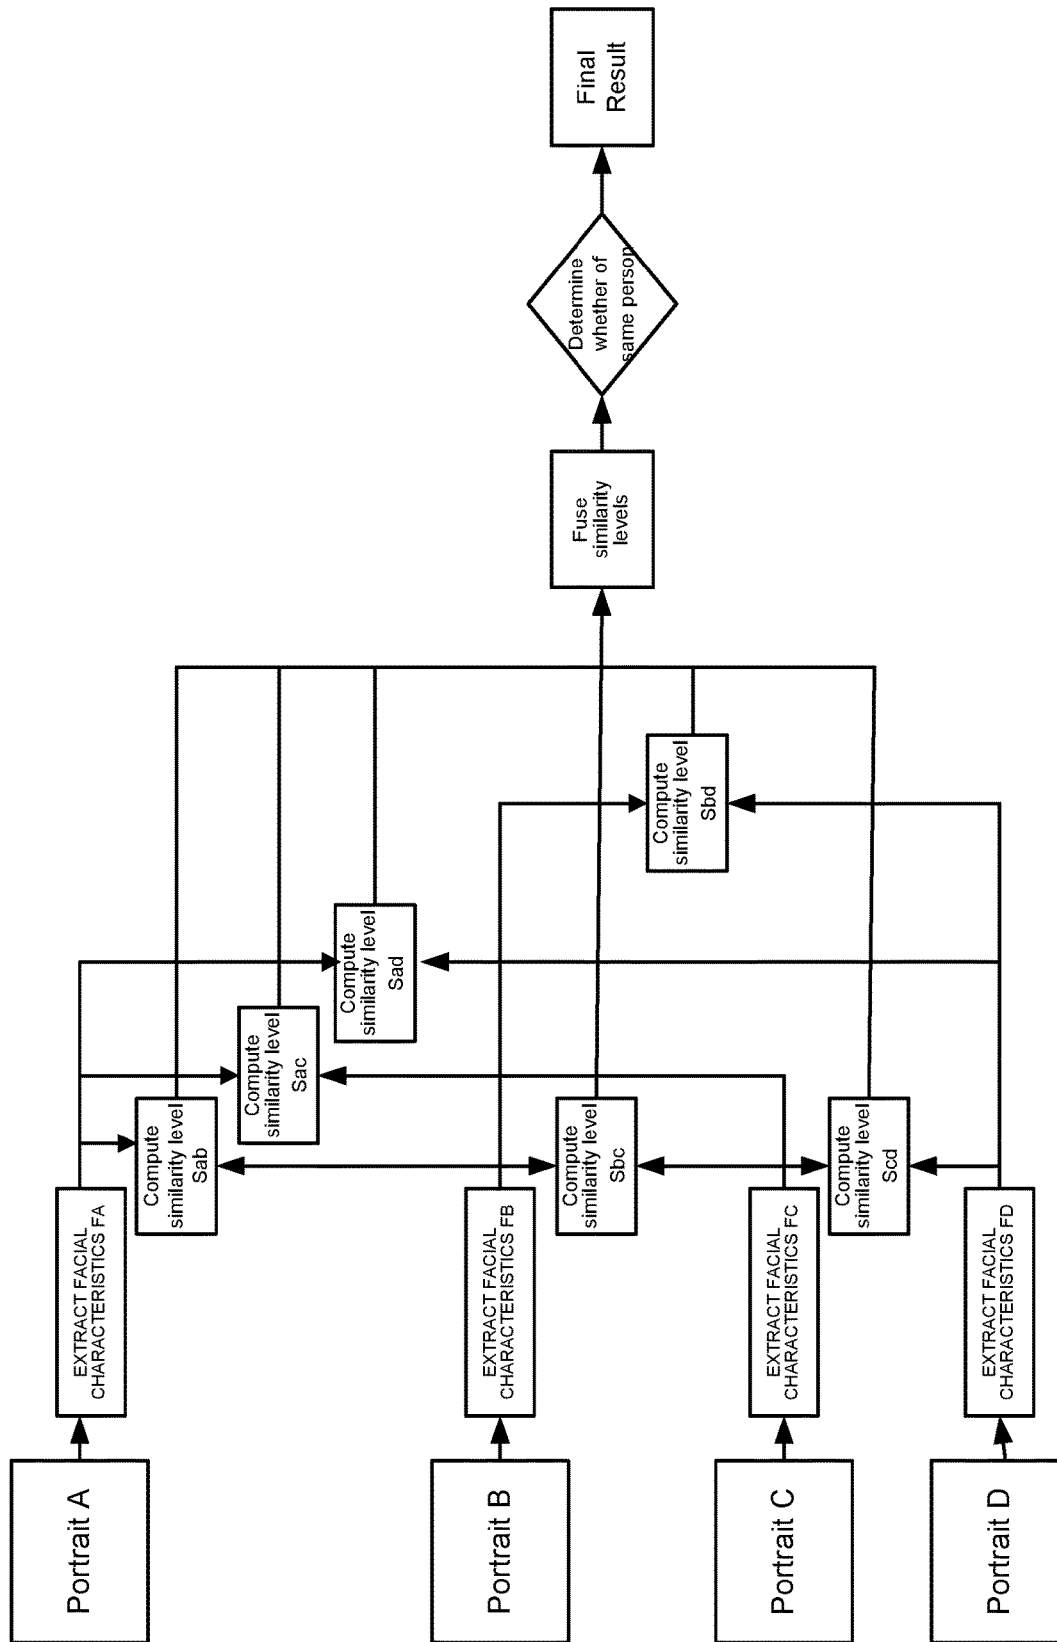 Portrait A
EXTRACT FACIAL
CHARACTERISTICS FA
Compute
similarity level
Sab
Compute
similarity level
Sac
Compute
similarity level
Sad
Portrait B
EXTRACT FACIAL
CHARACTERISTICS FB
Compute
similarity level
Sbc
Compute
similarity level
Sbd
Fuse
similarity
levels
Determine
whether of
same person
Final
Result
Portrait C
EXTRACT FACIAL
CHARACTERISTICS FC
Compute
similarity level
Scd
Portrait D
EXTRACT FACIAL
CHARACTERISTICS FD